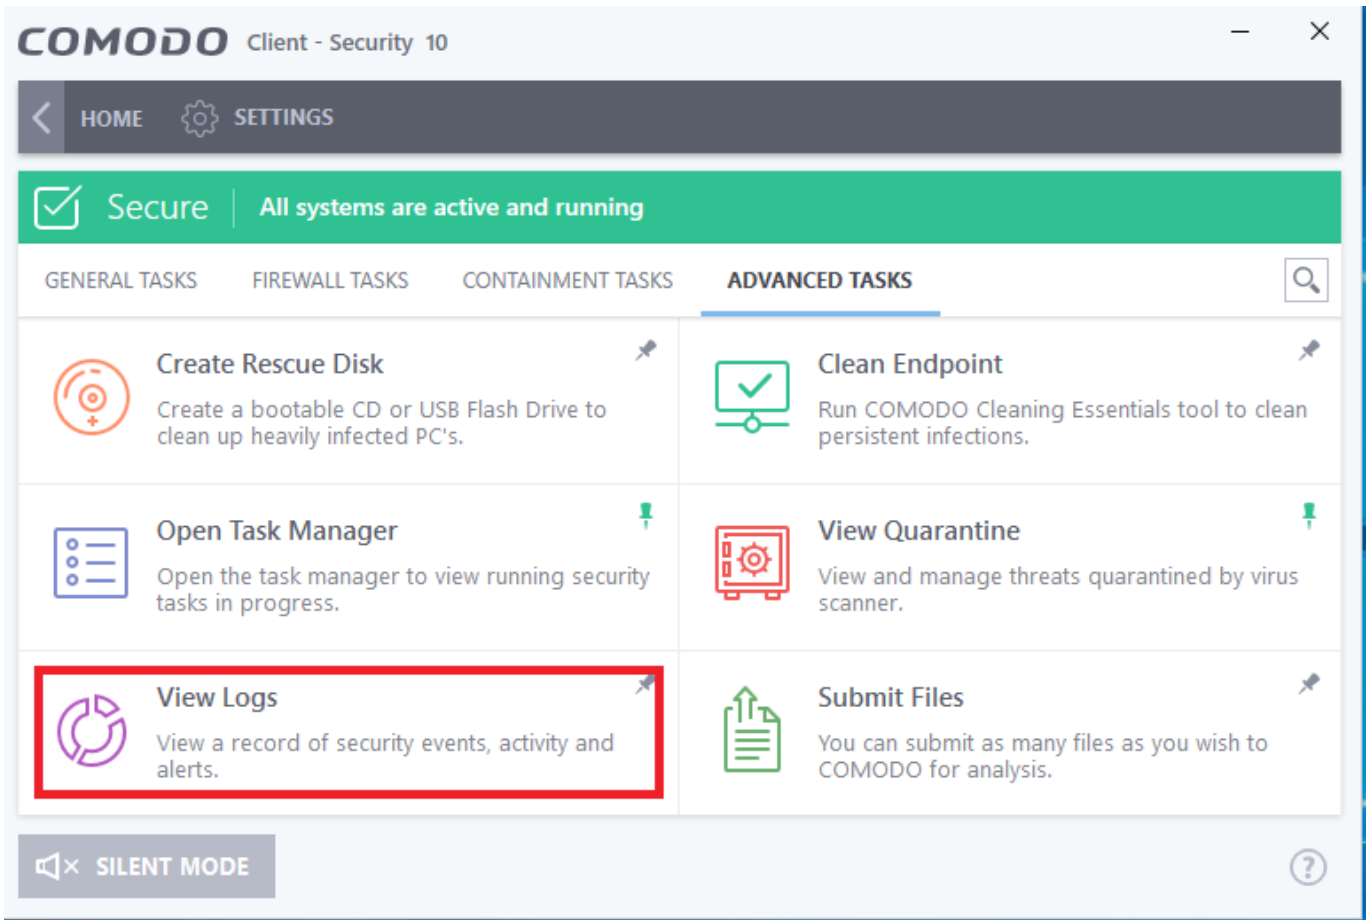 COMODO Client - Security 10
HOME SETTINGS
Secure All systems are active and running
GENERAL TASKS FIREWALL TASKS CONTAINMENT TASKS ADVANCED TASKS
Create Rescue Disk
Create a bootable CD or USB Flash Drive to
clean up heavily infected PC's.
Clean Endpoint
Run COMODO Cleaning Essentials tool to clean
persistent infections.
Open Task Manager
Open the task manager to view running security
tasks in progress.
View Quarantine
View and manage threats quarantined by virus
scanner.
View Logs
View a record of security events, activity and
alerts.
Submit Files
You can submit as many files as you wish to
COMODO for analysis.
SILENT MODE
?